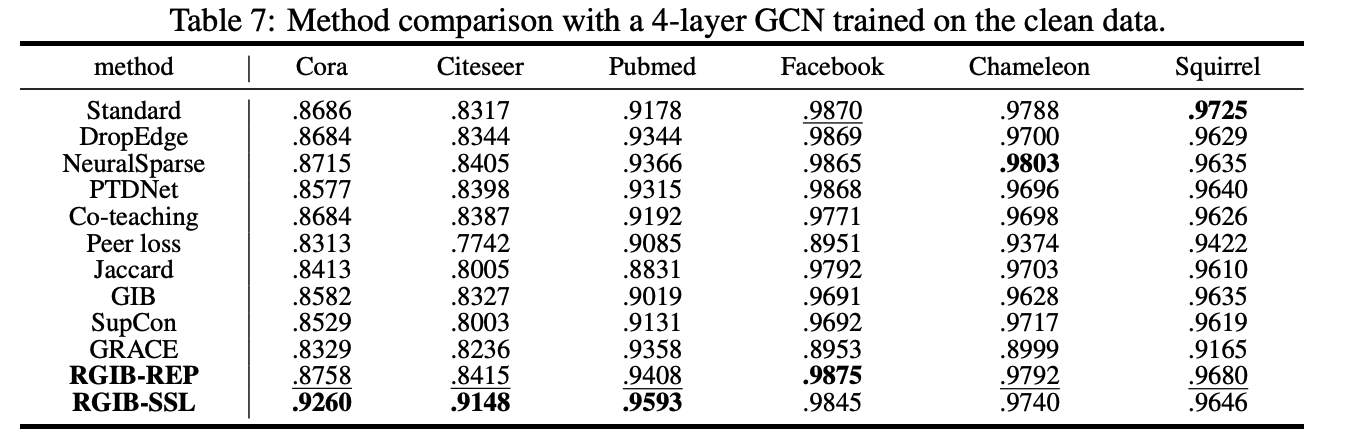 Table 7: Method comparison with a 4-layer GCN trained on the clean data.
method Cora Citeseer Pubmed Facebook Chameleon Squirrel
Standard .8686 .8317 .9178 .9870 .9788 .9725
DropEdge .8684 .8344 .9344 .9869 .9700 .9629
NeuralSparse .8715 .8405 .9366 .9865 .9803 .9635
PTDNet .8577 .8398 .9315 .9868 .9696 .9640
Co-teaching .8684 .8387 .9192 .9771 .9698 .9626
Peer loss .8313 .7742 .9085 .8951 .9374 .9422
Jaccard .8413 .8005 .8831 .9792 .9703 .9610
GIB .8582 .8327 .9019 .9691 .9628 .9635
SupCon .8529 .8003 .9131 .9692 .9717 .9619
GRACE .8329 .8236 .9358 .8953 .8999 .9165
RGIB-REP .8758 .8415 .9408 .9875 .9792 .9680
RGIB-SSL .9260 .9148 .9593 .9845 .9740 .9646